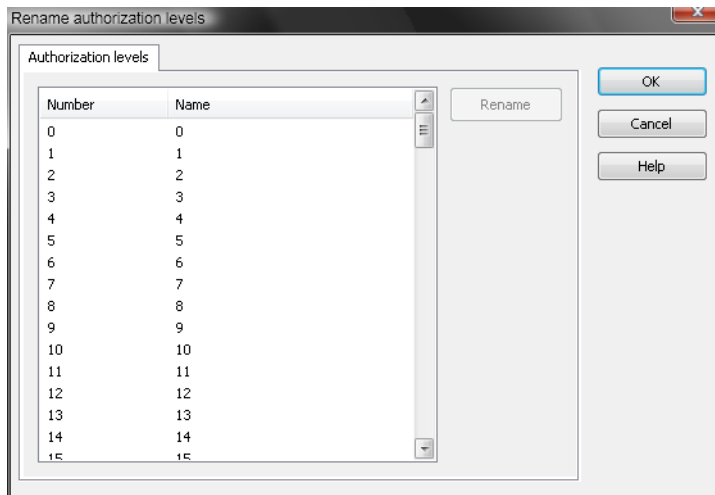 Rename authorization levels
Authorization levels
Number Name
0 0
1 1
2 2
3 3
4 4
5 5
6 6
7 7
8 8
9 9
10 10
11 11
12 12
13 13
14 14
15 15
Rename
OK
Cancel
Help